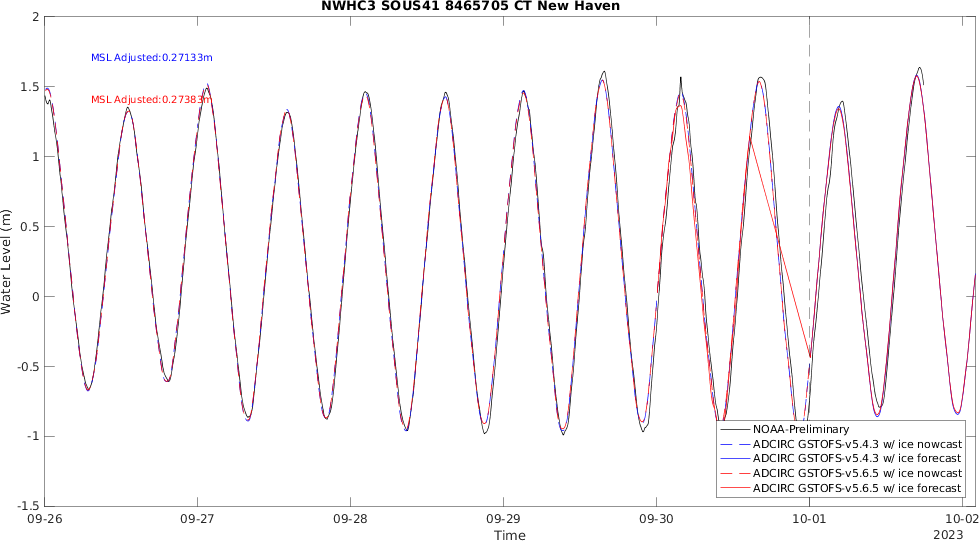 NWHC3 SOUS41 8465705 CT New Haven
2
MSL Adjusted:0.27133m
1.5
MSL Adjusted:0.27383m
1
0.5
Water Level (m)
0
-0.5
-1
-1.5
NOAA-Preliminary
ADCIRC GSTOFS-v5.4.3 w/ ice nowcast
ADCIRC GSTOFS-v5.4.3 w/ ice forecast
ADCIRC GSTOFS-v5.6.5 w/ ice nowcast
ADCIRC GSTOFS-v5.6.5 w/ ice forecast
09-26 09-27 09-28 09-29 09-30 10-01 10-02
Time
2023